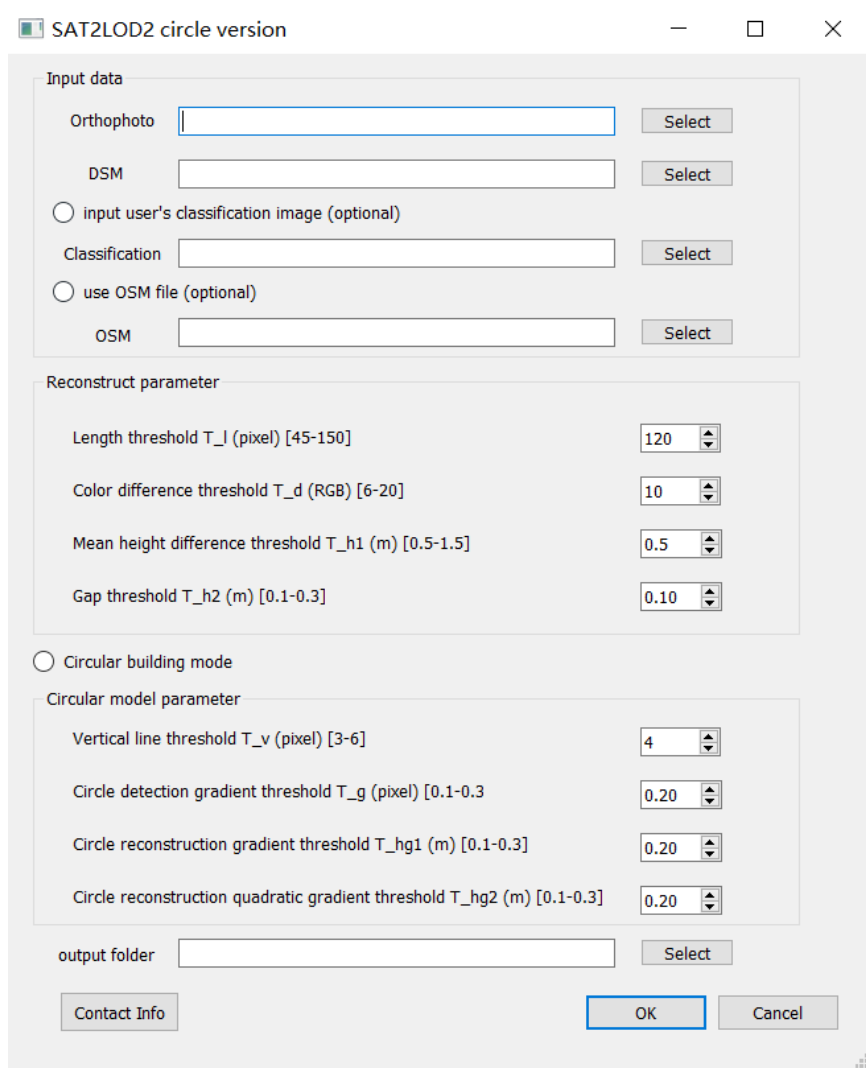 SAT2LOD2 circle version
Input data
Orthophoto Select
DSM Select
input user's classification image (optional)
Classification Select
use OSM file (optional)
OSM Select
Reconstruct parameter
Length threshold T_l (pixel) [45-150] 120
Color difference threshold T_d (RGB) [6-20] 10
Mean height difference threshold T_h1 (m) [0.5-1.5] 0.5
Gap threshold T_h2 (m) [0.1-0.3] 0.10
Circular building mode
Circular model parameter
Vertical line threshold T_v (pixel) [3-6] 4
Circle detection gradient threshold T_g (pixel) [0.1-0.3 0.20
Circle reconstruction gradient threshold T_hg1 (m) [0.1-0.3] 0.20
Circle reconstruction quadratic gradient threshold T_hg2 (m) [0.1-0.3] 0.20
output folder Select
Contact Info OK Cancel